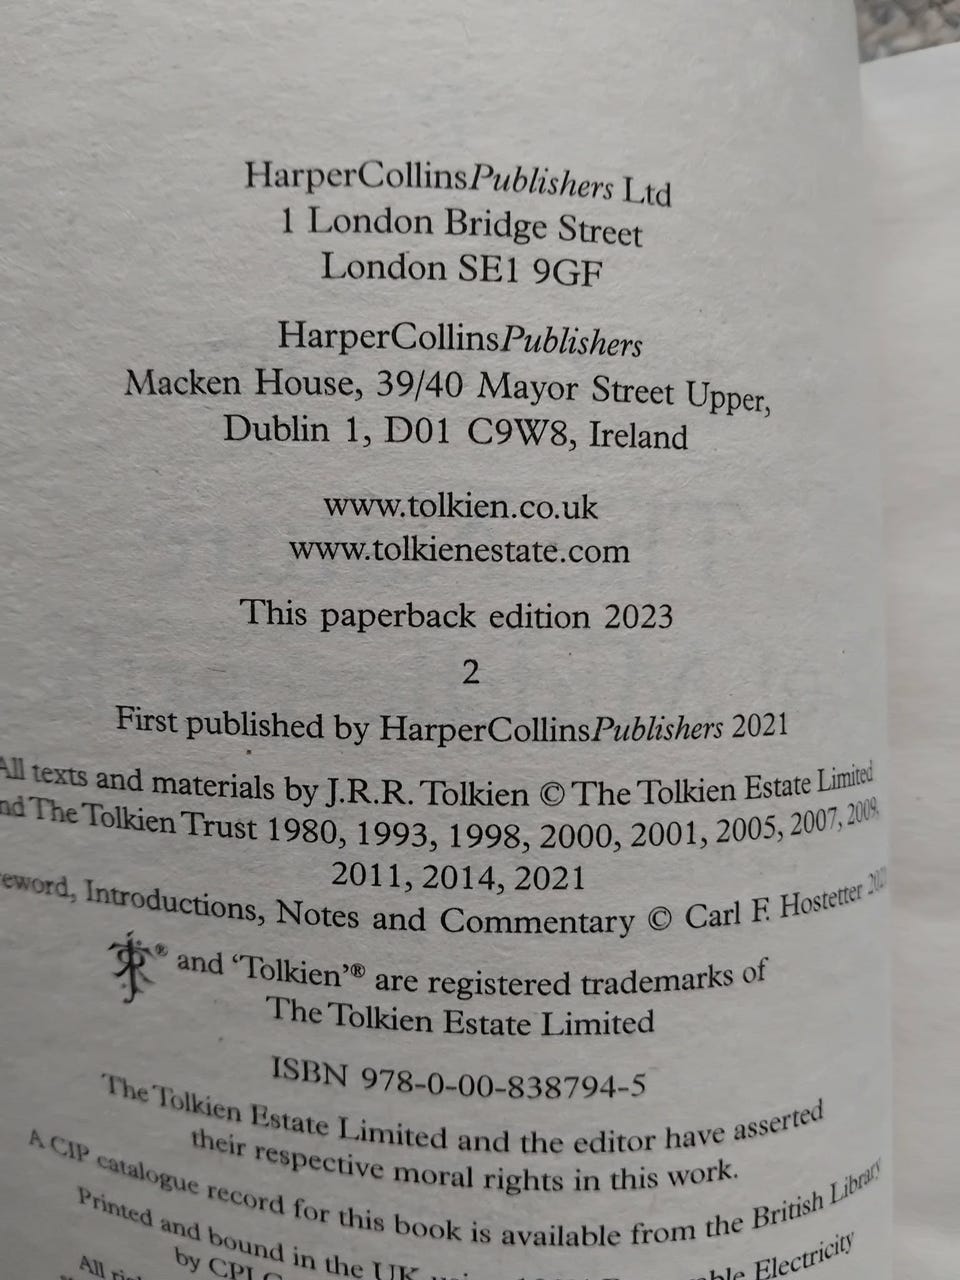 HarperCollinsPublishers Ltd
1 London Bridge Street
London SE1 9GF
HarperCollinsPublishers
Macken House, 39/40 Mayor Street Upper,
Dublin 1, D01 C9W8, Ireland
www.tolkien.co.uk
www.tolkienestate.com
This paperback edition 2023
2
First published by HarperCollinsPublishers 2021
All texts and materials by J.R.R. Tolkien © The Tolkien Estate Limited
The Tolkien Trust 1980, 1993, 1998, 2000, 2001, 2005, 2007, 2009,
2011, 2014, 2021
Introductions, Notes and Commentary © Carl F. Hostetter
® and ‘Tolkien’® are registered trademarks of
The Tolkien Estate Limited
ISBN 978-0-00-838794-5
The Tolkien Estate Limited and the editor have asserted
their respective moral rights in this work.
A CIP catalogue record for this book is available from the British Library
Printed and bound in the UK Electricity
by CPI
All